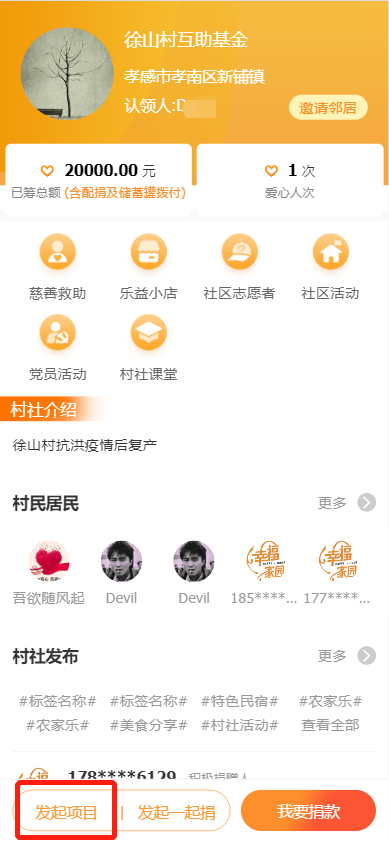 徐山村互助基金
孝感市孝南区新铺镇
认领人:D
邀请邻居
20000.00 元
已筹总额 (含配捐及储蓄罐拨付)
1 次
爱心人次
慈善救助 乐益小店 社区志愿者 社区活动
党员活动 村社课堂
村社介绍
徐山村抗洪疫情后复产
村民居民 更多
幸福家园 幸福家园
吾欲随风起 Devil Devil 185****... 177****...
村社发布 更多
#标签名称# #标签名称# #特色民宿# #农家乐#
#农家乐# #美食分享# #村社活动# 查看全部
178****6129 积极捐赠人
发起项目 | 发起一起捐 我要捐款